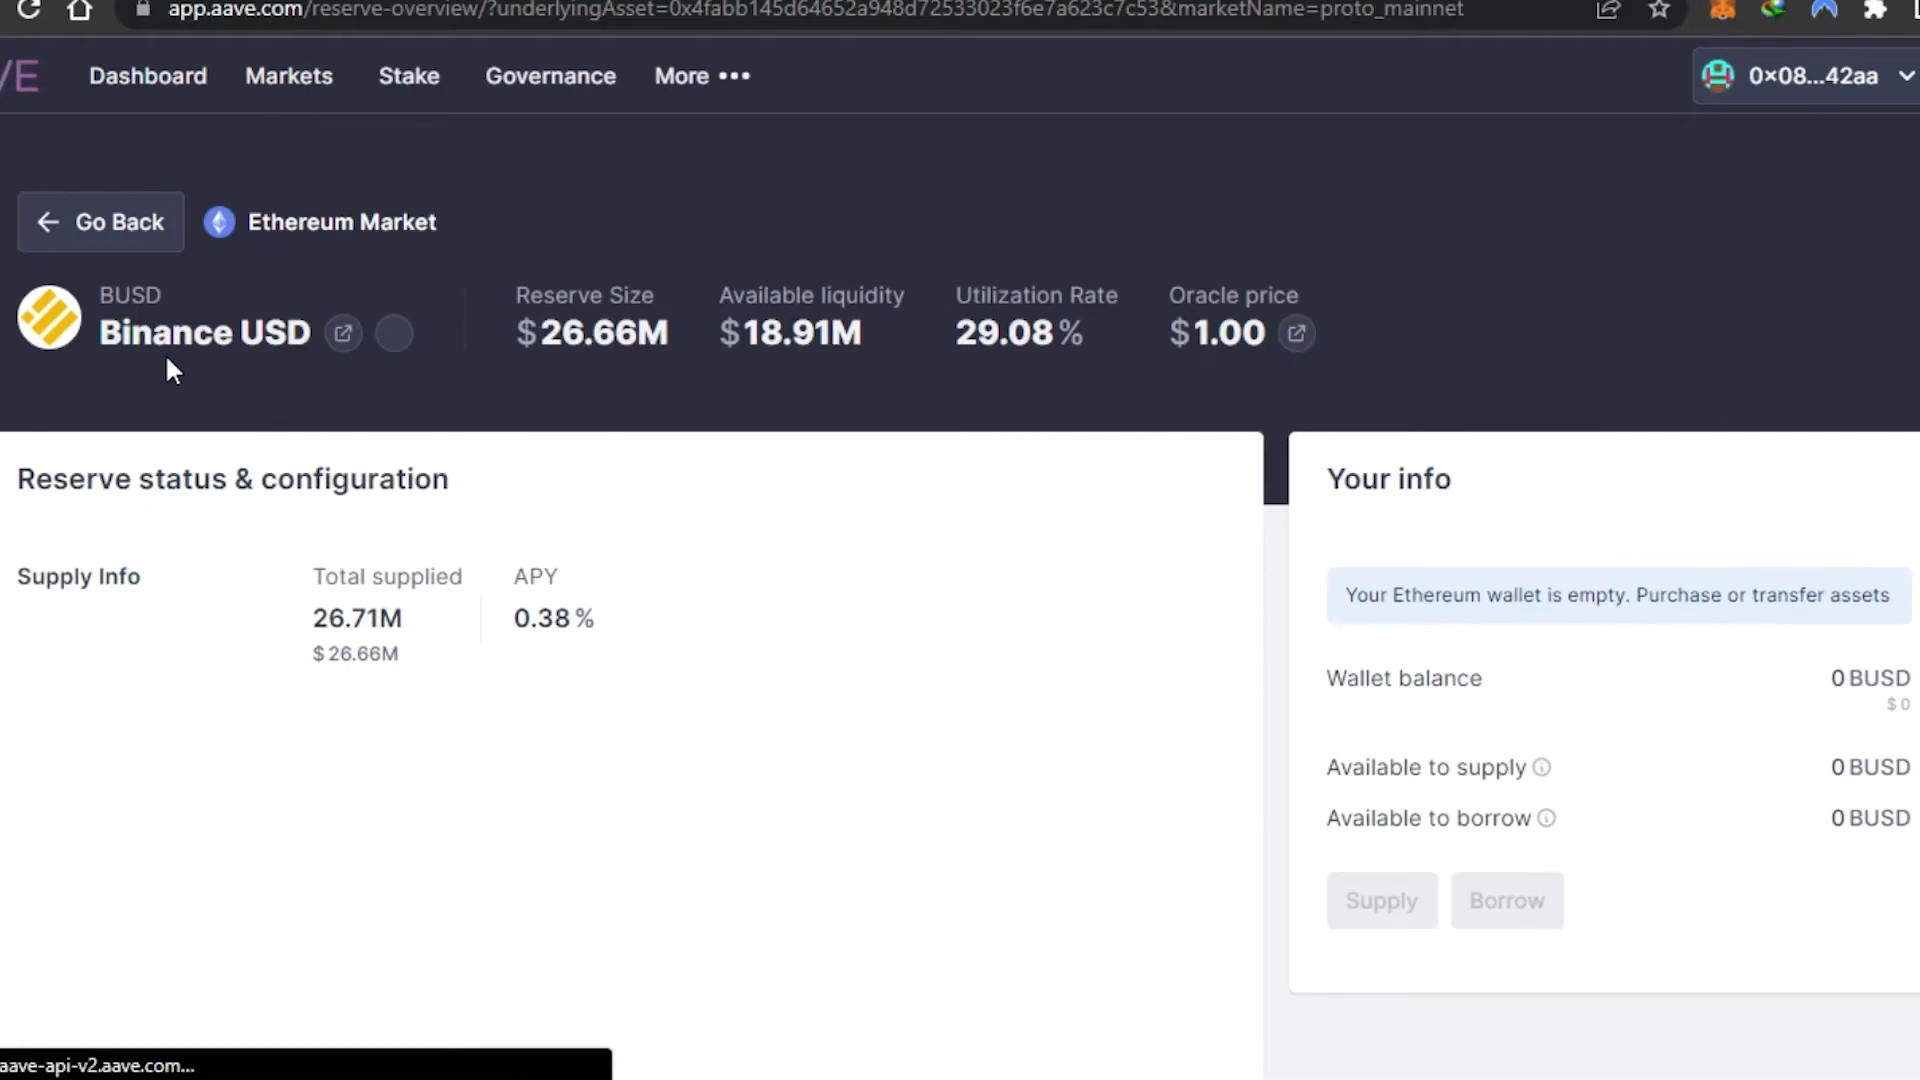 app.aave.com/reserve-overview/?underlyingAsset=0x4fabb145d64652a948d72533023f6e7a623c7c53&marketName=proto_mainnet
VE Dashboard Markets Stake Governance More ••• 0×08...42aa
Go Back Ethereum Market
BUSD Reserve Size Available liquidity Utilization Rate Oracle price
Binance USD $26.66M $18.91M 29.08% $1.00
Reserve status & configuration
Supply Info Total supplied APY
26.71M 0.38%
$26.66M
Your info
Your Ethereum wallet is empty. Purchase or transfer assets
Wallet balance 0 BUSD
$0
Available to supply 0 BUSD
Available to borrow 0 BUSD
Supply Borrow
aave-api-v2.aave.com...